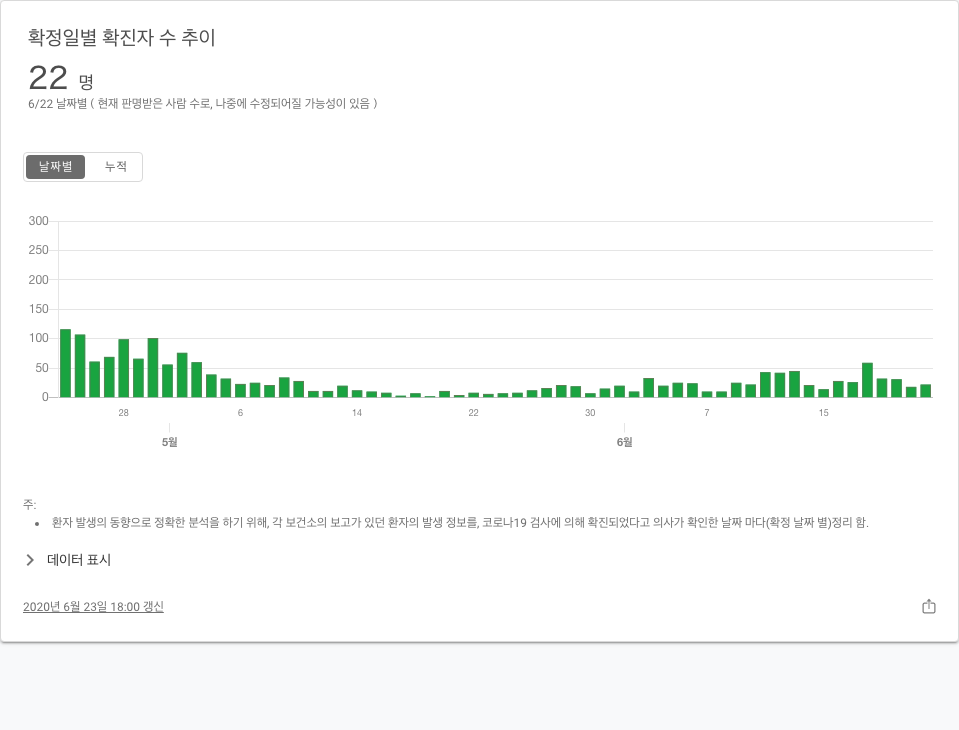 확정일별 확진자 수 추이
22 명
6/22 날짜별 ( 현재 판명받은 사람 수로, 나중에 수정되어질 가능성이 있음 )
날짜별 누적
300
250
200
150
100
50
0
28 6 14 22 30 7 15
5월 6월
주:
• 환자 발생의 동향으로 정확한 분석을 하기 위해, 각 보건소의 보고가 있던 환자의 발생 정보를, 코로나19 검사에 의해 확진되었다고 의사가 확인한 날짜 마다(확정 날짜 별)정리 함.
데이터 표시
2020년 6월 23일 18:00 갱신